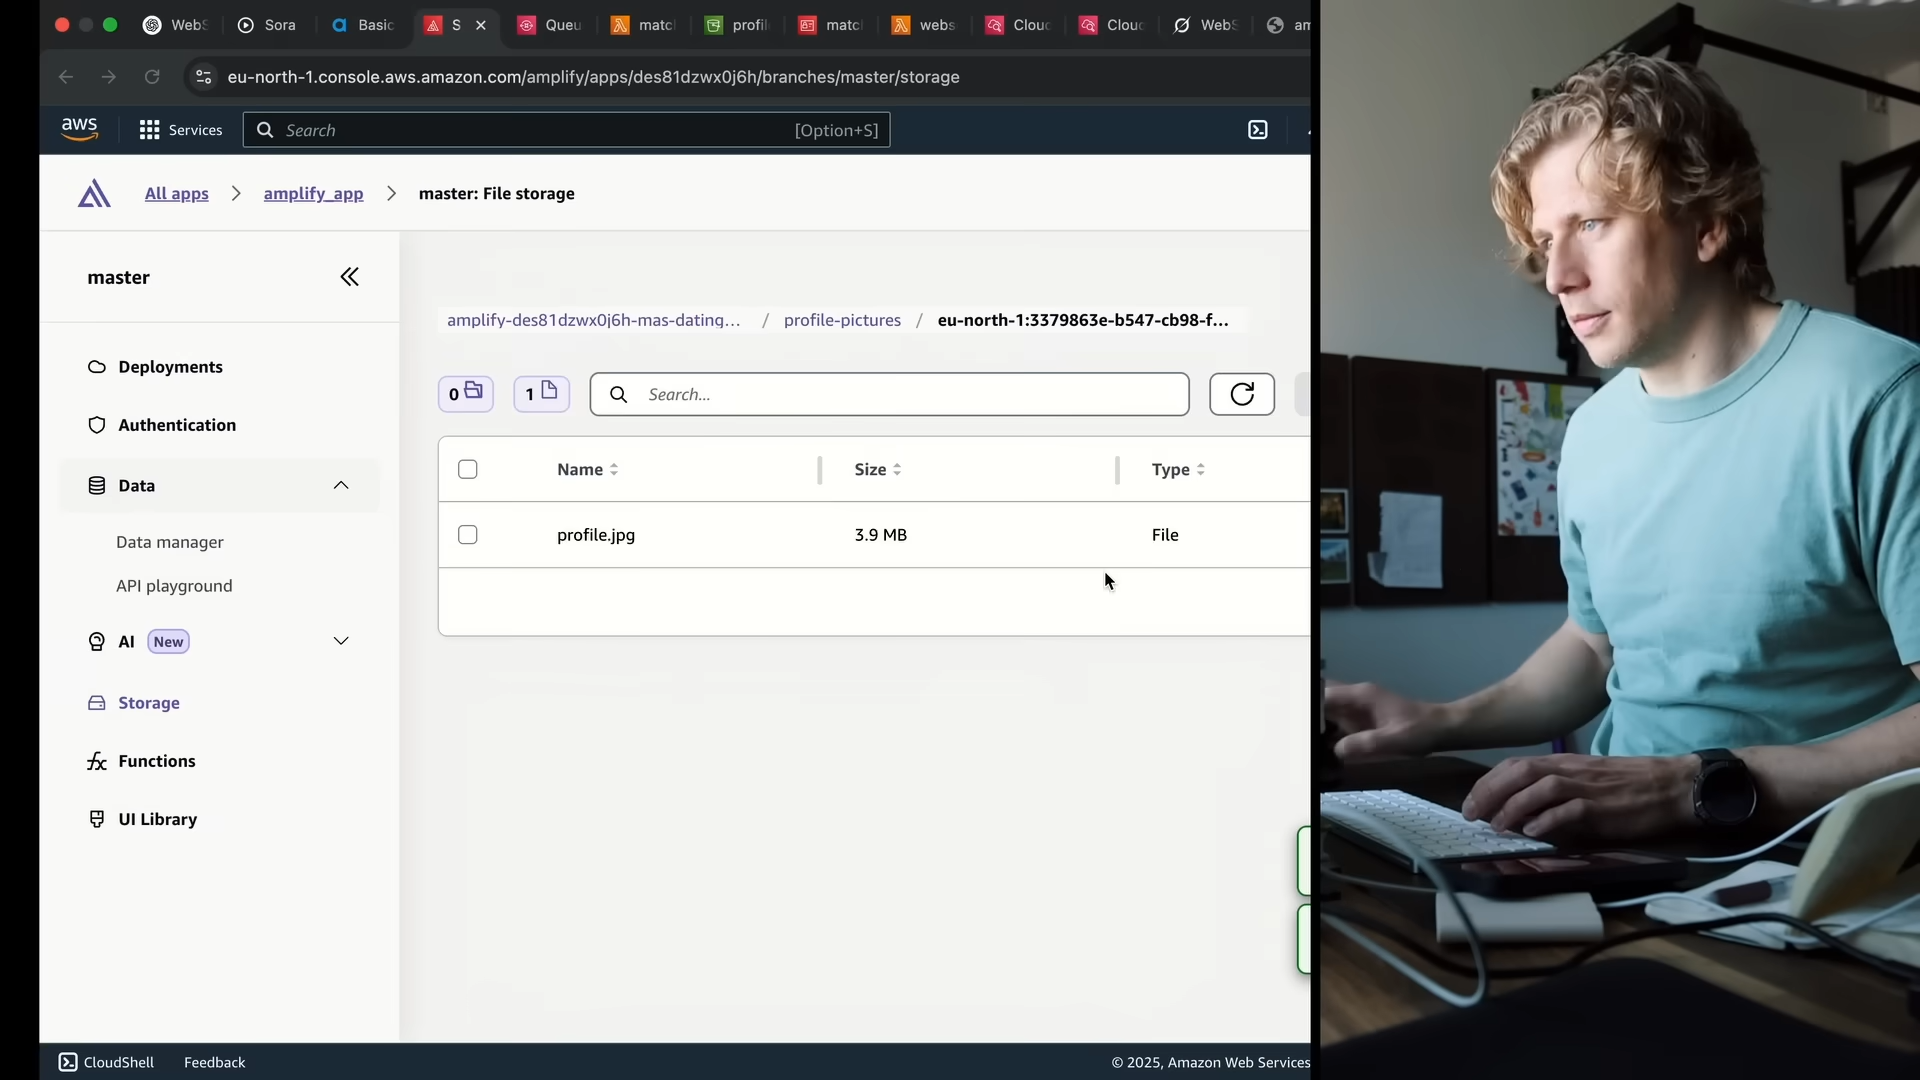 WebS
Sora
Basic
S
Queu
matc
profil
matc
webs
Clouc
Clouc
WebS
am
eu-north-1.console.aws.amazon.com/amplify/apps/des81dzwx0j6h/branches/master/storage
aws
Services
Search
[Option+S]
All apps
amplify_app
master: File storage
master
amplify-des81dzwx0j6h-mas-dating... / profile-pictures / eu-north-1:3379863e-b547-cb98-f...
Deployments
0
1
Search...
Authentication
Name
Size
Type
Data
profile.jpg
3.9 MB
File
Data manager
API playground
AI
New
Storage
Functions
UI Library
CloudShell
Feedback
© 2025, Amazon Web Services